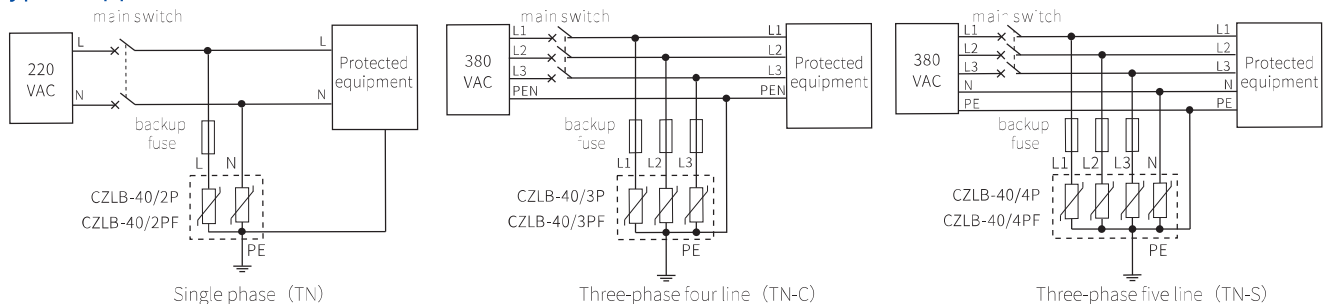 main switch
L
L
220
VAC
Protected
equipment
N
N
backup
fuse
L
N
CZLB-40/2P
CZLB-40/2PF
PE
Single phase (TN)
main switch
L1
L1
L2
L2
380
VAC
Protected
equipment
L3
L3
PEN
PEN
backup
fuse
L1
L2
L3
CZLB-40/3P
CZLB-40/3PF
PE
Three-phase four line (TN-C)
main switch
L1
L1
L2
L2
380
VAC
Protected
equipment
L3
L3
N
N
PE
PE
backup
fuse
L1
L2
L3
N
CZLB-40/4P
CZLB-40/4PF
PE
Three-phase five line (TN-S)